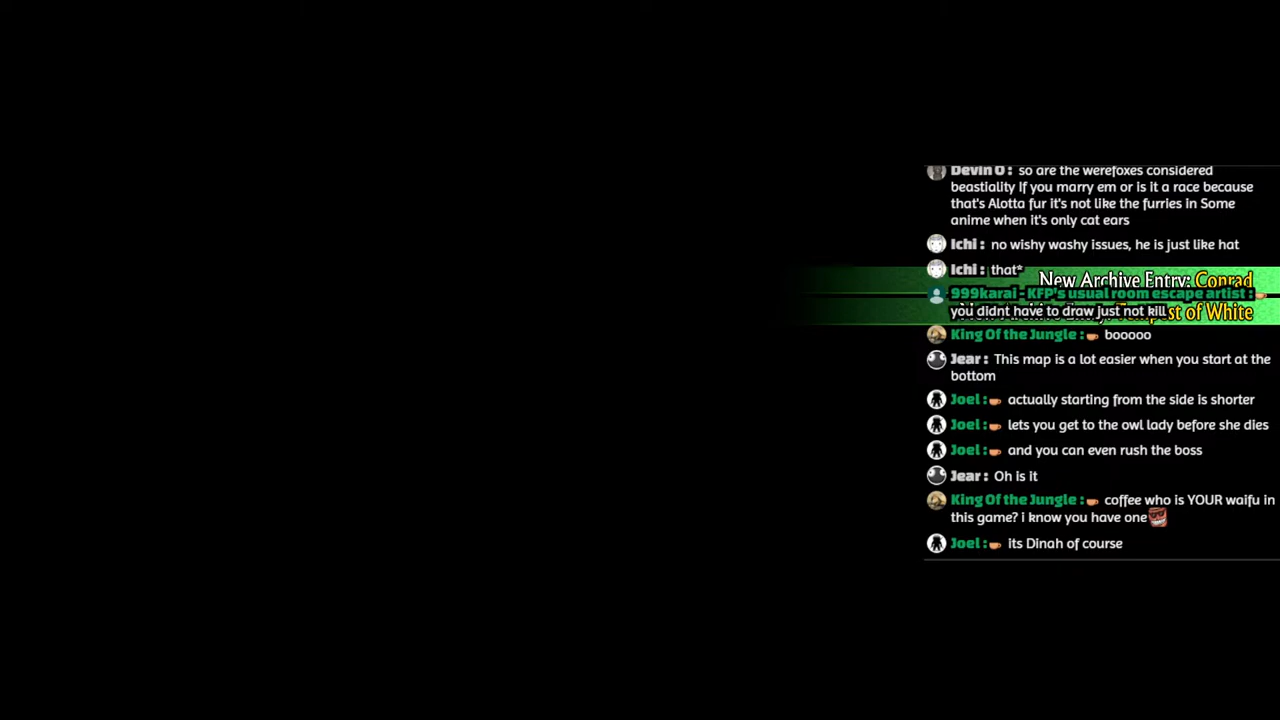 Devin O : so are the werefoxes considered
beastiality If you marry em or is it a race because
that's Alotta fur it's not like the furries in Some
anime when it's only cat ears
Ichi : no wishy washy issues, he is just like hat
Ichi : that*
New Archive Entry: Conrad
999karai - KFP's usual room escape artist :
you didnt have to draw just not kill
Tempest of White
King Of the Jungle : booooo
Jear : This map is a lot easier when you start at the
bottom
Joel : actually starting from the side is shorter
Joel : lets you get to the owl lady before she dies
Joel : and you can even rush the boss
Jear : Oh is it
King Of the Jungle : coffee who is YOUR waifu in
this game? i know you have one
Joel : its Dinah of course